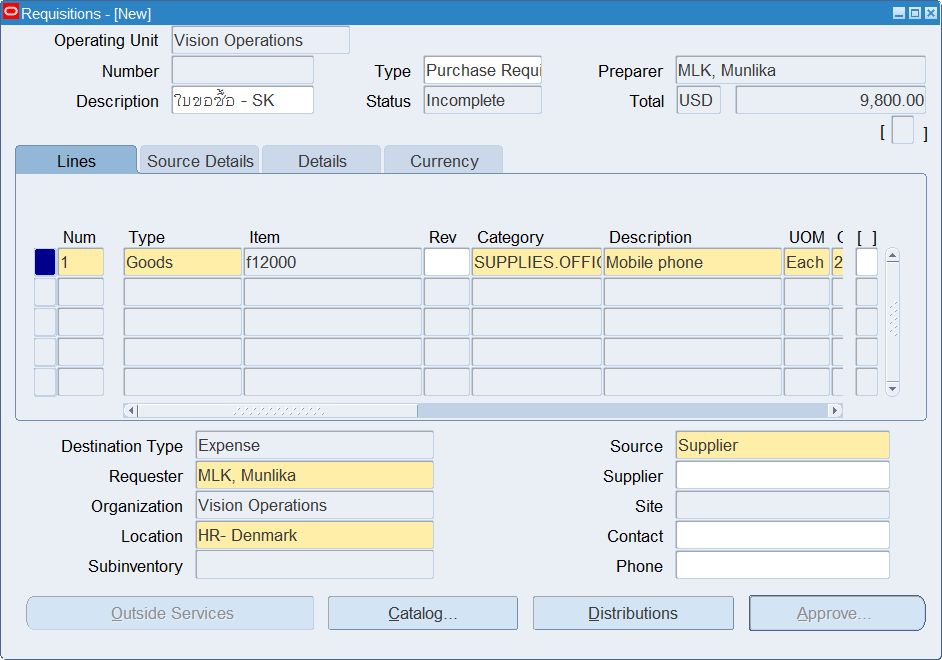 Requisitions - [New]
Operating Unit Vision Operations
Number Type Purchase Requi Preparer MLK, Munlika
Description ใบขอซื้อ - SK Status Incomplete Total USD 9,800.00
[ ]
Lines Source Details Details Currency
Num Type Item Rev Category Description UOM [ ]
1 Goods f12000 SUPPLIES.OFFIC Mobile phone Each 2
Destination Type Expense Source Supplier
Requester MLK, Munlika Supplier
Organization Vision Operations Site
Location HR- Denmark Contact
Subinventory Phone
Outside Services Catalog... Distributions Approve...